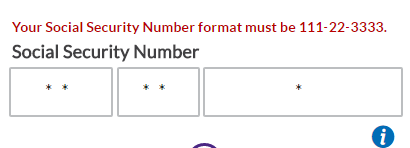 Your Social Security Number format must be 111-22-3333.
Social Security Number
* * * * *
i